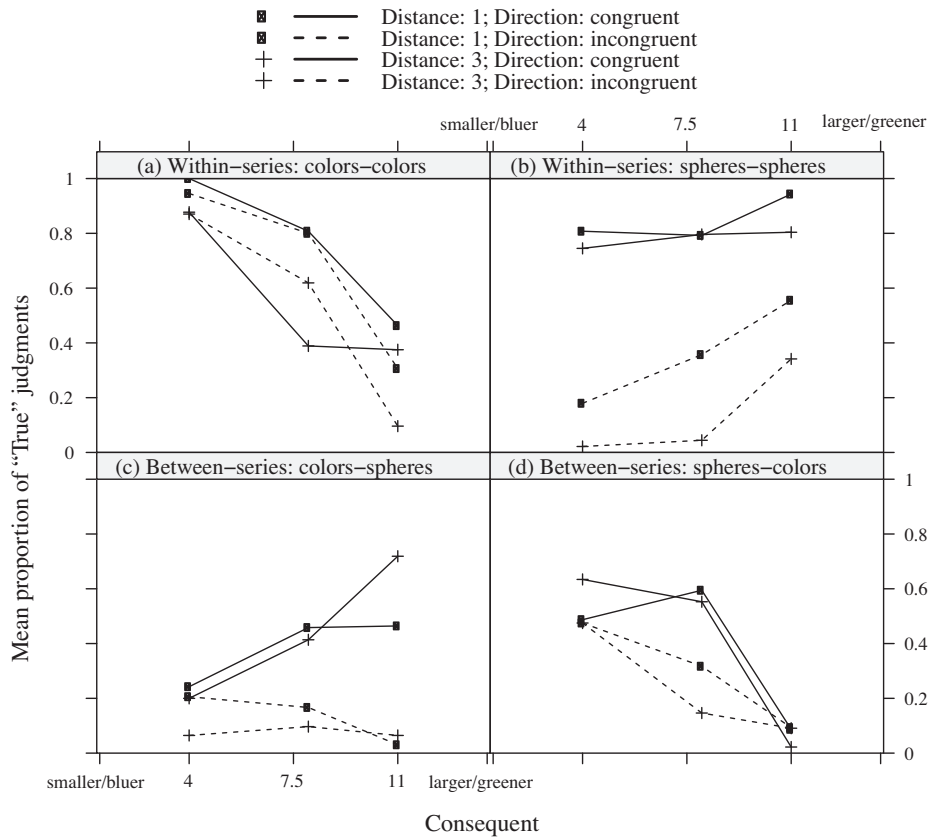 Distance: 1; Direction: congruent
Distance: 1; Direction: incongruent
Distance: 3; Direction: congruent
Distance: 3; Direction: incongruent
smaller/bluer 4 7.5 11 larger/greener
(a) Within−series: colors−colors
(b) Within−series: spheres−spheres
1
0.8
0.6
0.4
0.2
0
Mean proportion of “True” judgments
(c) Between−series: colors−spheres
(d) Between−series: spheres−colors
1
0.8
0.6
0.4
0.2
0
smaller/bluer 4 7.5 11 larger/greener
Consequent